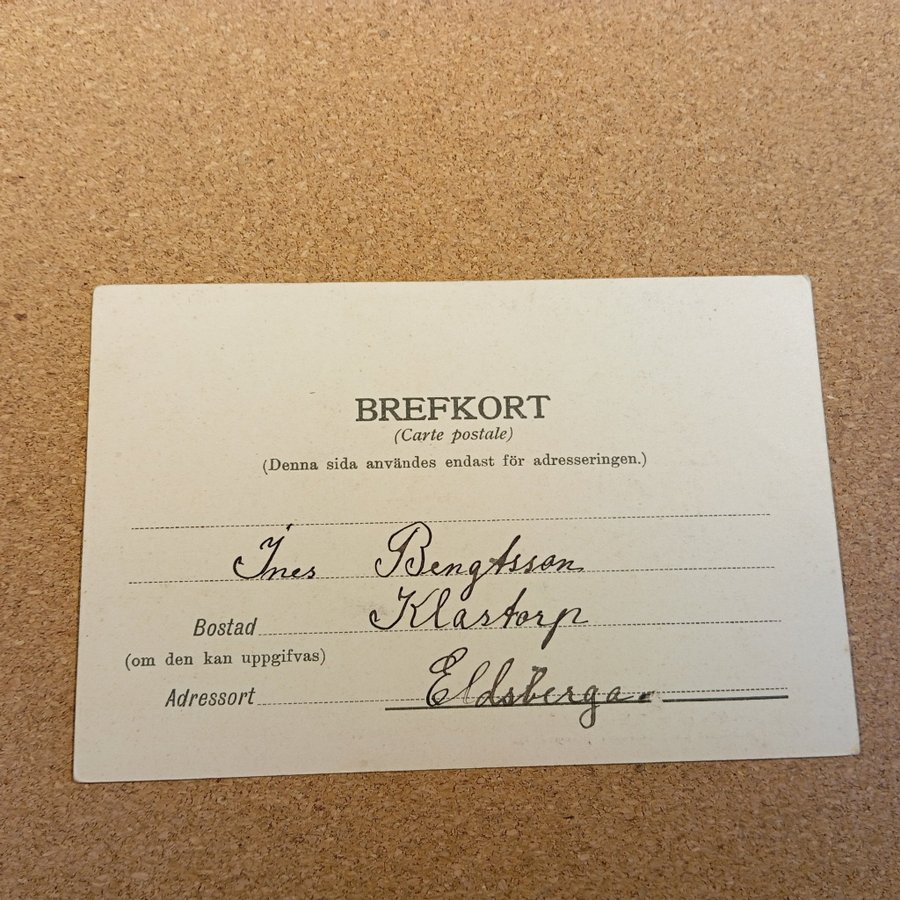 BREFKORT
(Carte postale)
(Denna sida användes endast för adresseringen.)
Ines Bengtsson
Bostad Klastorp
(om den kan uppgifvas)
Adressort Eldsberga.